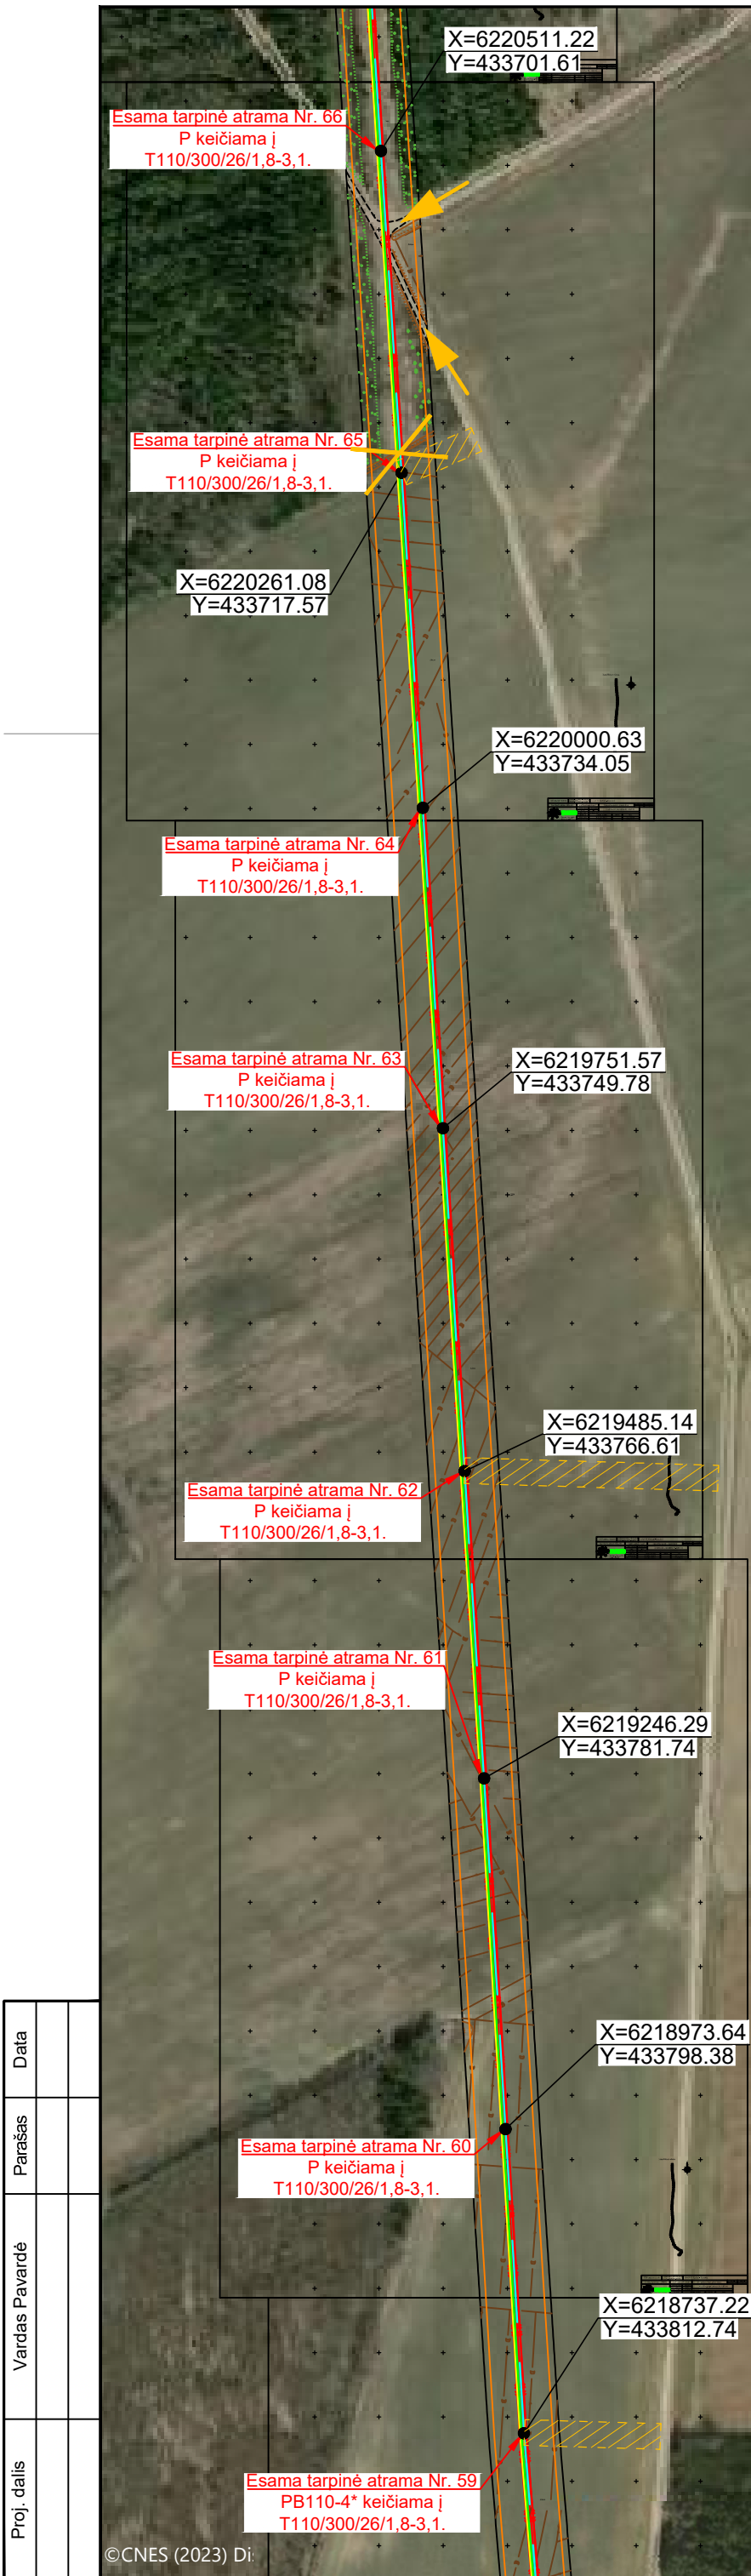 X=6220511.22
Y=433701.61
Esama tarpinė atrama Nr. 66
P keičiama į
T110/300/26/1,8-3,1.
Esama tarpinė atrama Nr. 65
P keičiama į
T110/300/26/1,8-3,1.
X=6220261.08
Y=433717.57
X=6220000.63
Y=433734.05
Esama tarpinė atrama Nr. 64
P keičiama į
T110/300/26/1,8-3,1.
Esama tarpinė atrama Nr. 63
P keičiama į
T110/300/26/1,8-3,1.
X=6219751.57
Y=433749.78
X=6219485.14
Y=433766.61
Esama tarpinė atrama Nr. 62
P keičiama į
T110/300/26/1,8-3,1.
Esama tarpinė atrama Nr. 61
P keičiama į
T110/300/26/1,8-3,1.
X=6219246.29
Y=433781.74
X=6218973.64
Y=433798.38
Esama tarpinė atrama Nr. 60
P keičiama į
T110/300/26/1,8-3,1.
X=6218737.22
Y=433812.74
Esama tarpinė atrama Nr. 59
PB110-4* keičiama į
T110/300/26/1,8-3,1.
Data
Parašas
Vardas Pavardė
Proj. dalis
©CNES (2023) Di